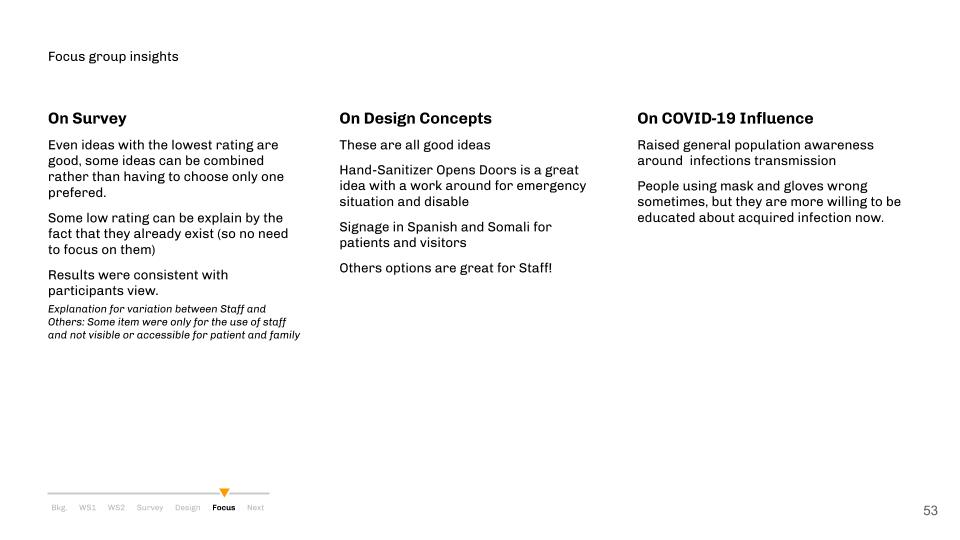 Focus group insights
On Survey
Even ideas with the lowest rating are
good, some ideas can be combined
rather than having to choose only one
prefered.
Some low rating can be explain by the
fact that they already exist (so no need
to focus on them)
Results were consistent with
participants view.
Explanation for variation between Staff and
Others: Some item were only for the use of staff
and not visible or accessible for patient and family
On Design Concepts
These are all good ideas
Hand-Sanitizer Opens Doors is a great
idea with a work around for emergency
situation and disable
Signage in Spanish and Somali for
patients and visitors
Others options are great for Staff!
On COVID-19 Influence
Raised general population awareness
around  infections transmission
People using mask and gloves wrong
sometimes, but they are more willing to be
educated about acquired infection now.
Bkg. WS1 WS2 Survey Design Focus Next
53